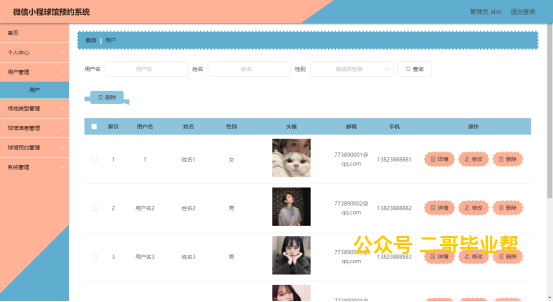 微信小程球馆预约系统
管理员 abo 退出登录
首页
个人中心
用户管理
用户
场地类型管理
球馆信息管理
球馆预约管理
系统管理
首页 用户
用户名 用户名 姓名 姓名 性别 请选择性别 查询
删除
索引 用户名 姓名 性别 头像 邮箱 手机 操作
1 1 姓名1 女 773890001@qq.com 13823888881 详情 修改 删除
2 用户名2 姓名2 男 773890002@qq.com 13823888882 详情 修改 删除
3 用户名3 姓名3 男 qq.com 13823888883 详情 修改 删除
公众号 二哥毕业帮